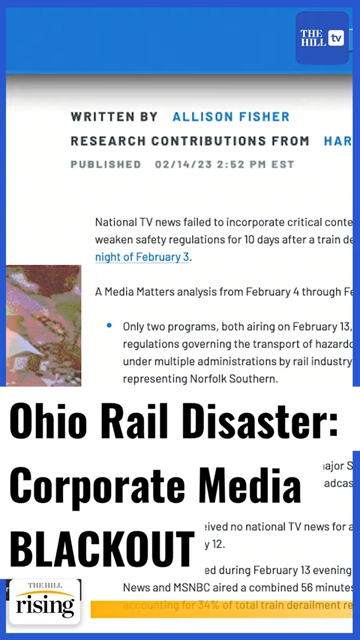 THE HILL tv
WRITTEN BY ALLISON FISHER
RESEARCH CONTRIBUTIONS FROM HAR
PUBLISHED 02/14/23 2:52 PM EST
National TV news failed to incorporate critical conte
weaken safety regulations for 10 days after a train de
night of February 3.
A Media Matters analysis from February 4 through Fe
• Only two programs, both airing on February 13,
regulations governing the transport of hazardo
under multiple administrations by rail industry
representing Norfolk Southern.
Ohio Rail Disaster:
Corporate Media
BLACKOUT
ajor S
adcas
eived no national TV news for a
y 12.
ed during February 13 evening
News and MSNBC aired a combined 56 minutes
accounting for 34% of total train derailment re
THE HILL
rising